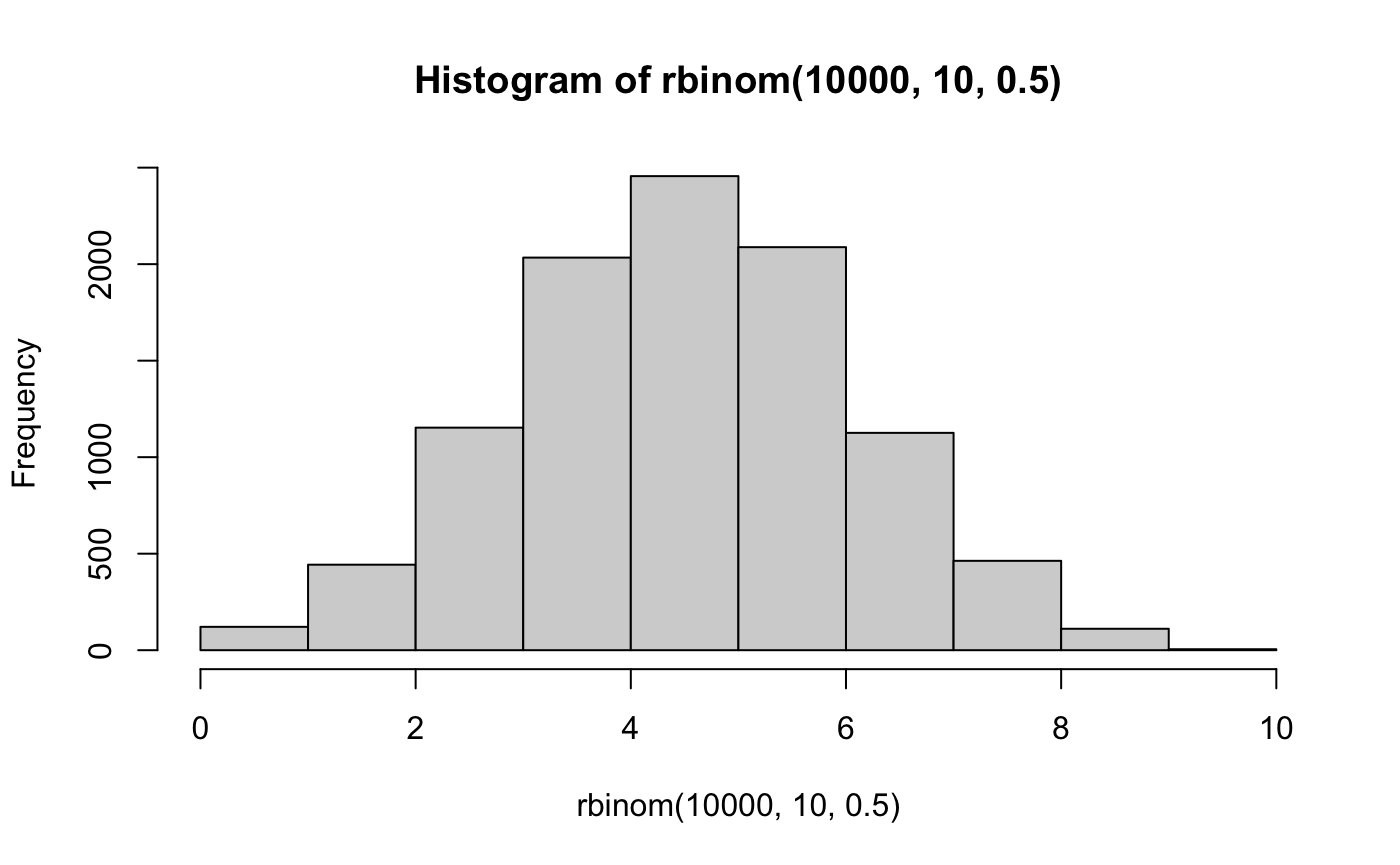 Histogram of rbinom(10000, 10, 0.5)
Frequency
2000
1000
500
0
0 2 4 6 8 10
rbinom(10000, 10, 0.5)